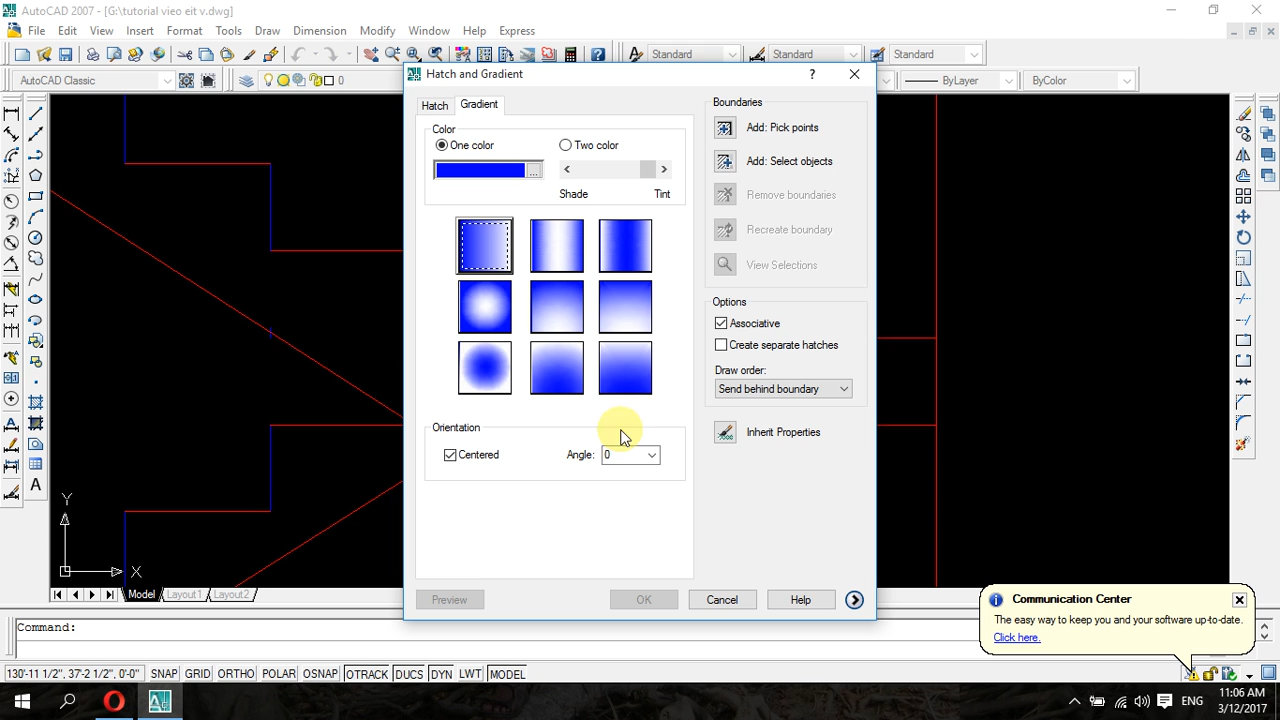 AutoCAD 2007 - [G:\tutorial vieo eit v.dwg]
File Edit View Insert Format Tools Draw Dimension Modify Window Help Express
Standard Standard Standard
AutoCAD Classic 0 ByLayer ByColor
Hatch and Gradient ?
Hatch Gradient
Color
One color Two color
...
Shade Tint
Orientation
Centered Angle: 0
Boundaries
Add: Pick points
Add: Select objects
Remove boundaries
Recreate boundary
View Selections
Options
Associative
Create separate hatches
Draw order:
Send behind boundary
Inherit Properties
Preview OK Cancel Help
Y
X
A
Model Layout1 Layout2
Communication Center
The easy way to keep you and your software up-to-date.
Click here.
Command:
130'-11 1/2", 37'-2 1/2", 0'-0" SNAP GRID ORTHO POLAR OSNAP OTRACK DUCS DYN LWT MODEL
ENG
11:06 AM
3/12/2017